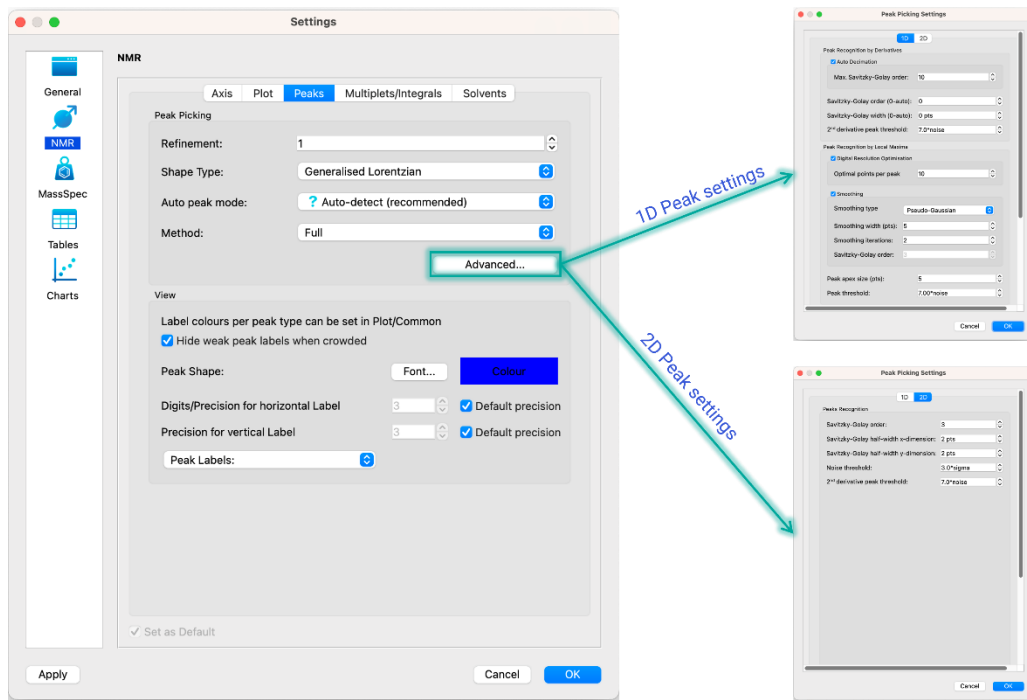 Settings
General
NMR
MassSpec
Tables
Charts
NMR
Axis Plot Peaks Multiplets/Integrals Solvents
Peak Picking
Refinement: 1
Shape Type: Generalised Lorentzian
Auto peak mode: ? Auto-detect (recommended)
Method: Full
Advanced...
View
Label colours per peak type can be set in Plot/Common
Hide weak peak labels when crowded
Peak Shape: Font... Colour
Digits/Precision for horizontal Label 3 Default precision
Precision for vertical Label 3 Default precision
Peak Labels:
Set as Default
Apply Cancel OK
1D Peak settings
2D Peak settings
Peak Picking Settings
1D 2D
Peak Recognition by Derivatives
Auto Decimation
Max. Savitzky-Golay order: 10
Savitzky-Golay order (0-auto): 0
Savitzky-Golay width (0-auto): 0 pts
2nd derivative peak threshold: 7.0*noise
Peak Recognition by Local Maxima
Digital Resolution Optimisation
Optimal points per peak 10
Smoothing
Smoothing type Pseudo-Gaussian
Smoothing width (pts): 5
Smoothing iterations: 2
Savitzky-Golay order: 3
Peak apex size (pts): 5
Peak threshold: 7.00*noise
Cancel OK
Peak Picking Settings
1D 2D
Peaks Recognition
Savitzky-Golay order: 3
Savitzky-Golay half-width x-dimension: 2 pts
Savitzky-Golay half-width y-dimension: 2 pts
Noise threshold: 3.0*sigma
2nd derivative peak threshold: 7.0*noise
Cancel OK